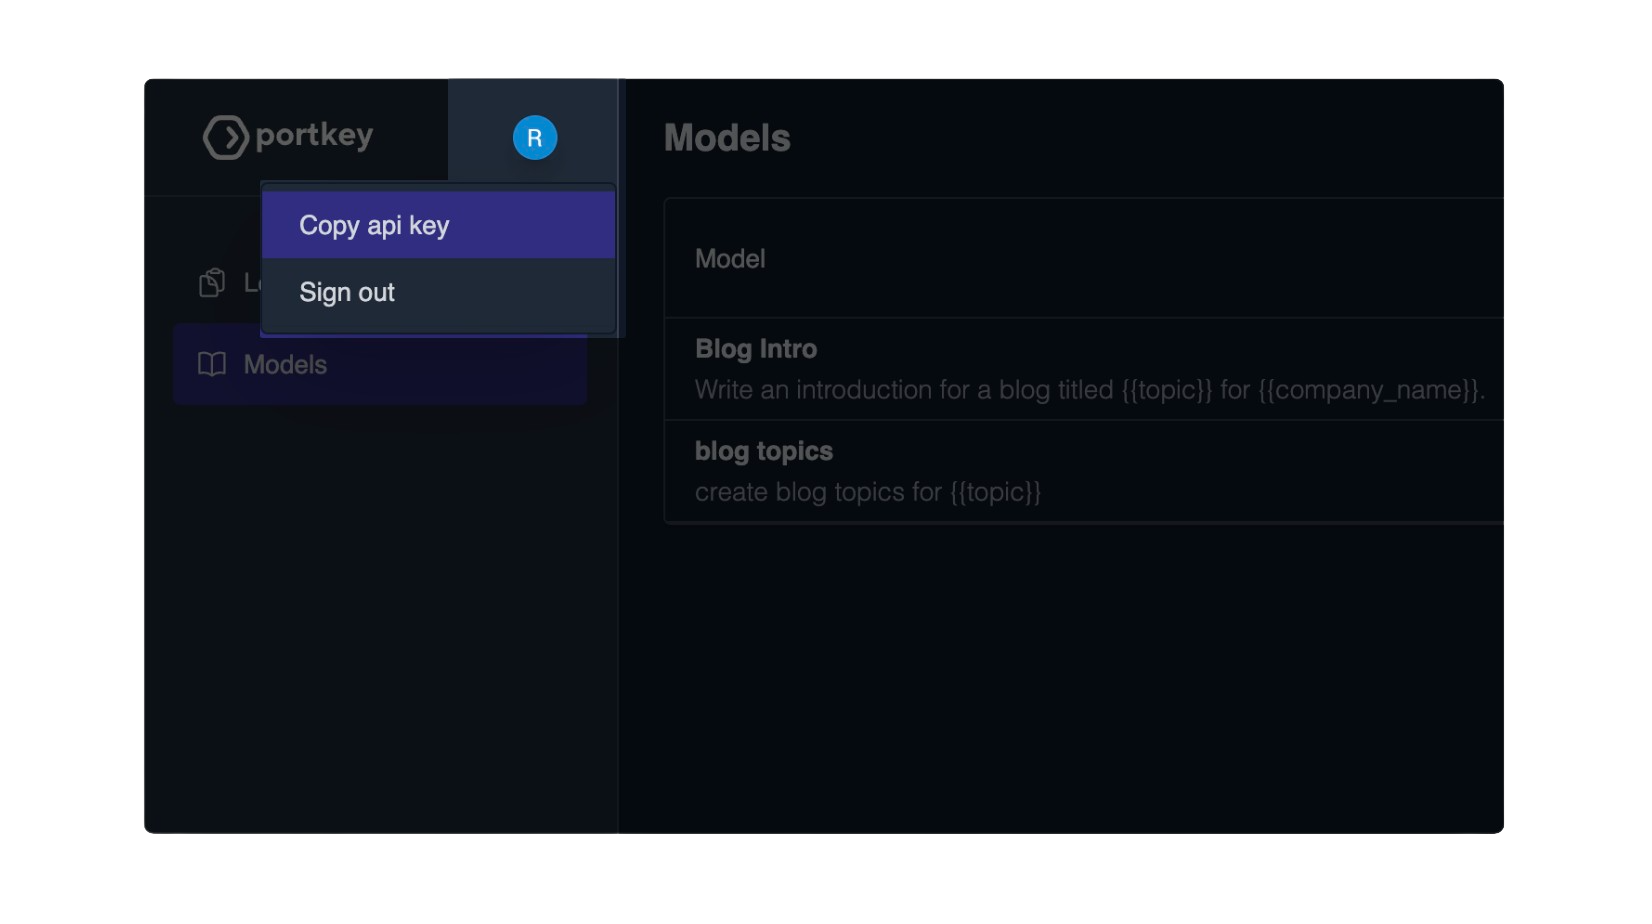 portkey
R
Copy api key
Sign out
Models
Models
Model
Blog Intro
Write an introduction for a blog titled {{topic}} for {{company_name}}.
blog topics
create blog topics for {{topic}}